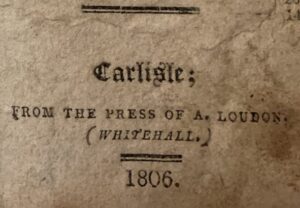 Carlisle;
FROM THE PRESS OF A. LOUDON.
(WHITEHALL.)
1806.